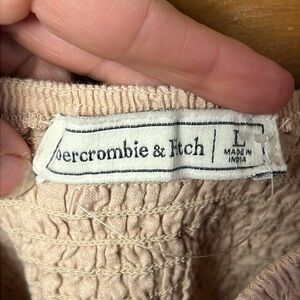 Abercrombie & Fitch | L
MADE IN
INDIA